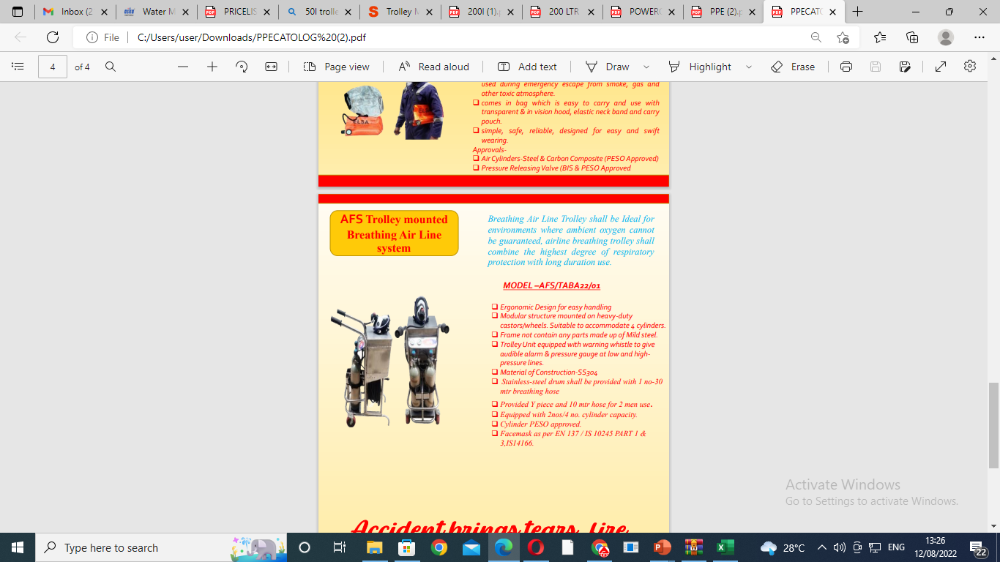 Inbox (2
Water M
PRICELIS
50l trolle
Trolley M
200l (1).p
200 LTR
POWERC
PPE (2).p
PPECATC
File
C:/Users/user/Downloads/PPECATOLOG%20(2).pdf
4 of 4
Page view
Read aloud
Add text
Draw
Highlight
Erase
used during emergency escape from smoke, gas and
other toxic atmosphere.
comes in bag which is easy to carry and use with
transparent & in vision hood, elastic neck band and carry
pouch.
simple, safe, reliable, designed for easy and swift
wearing.
Approvals-
Air Cylinders-Steel & Carbon Composite (PESO Approved)
Pressure Releasing Valve (BIS & PESO Approved
ELSA
AFS Trolley mounted
Breathing Air Line
system
Breathing Air Line Trolley shall be Ideal for
environments where ambient oxygen cannot
be guaranteed, airline breathing trolley shall
combine the highest degree of respiratory
protection with long duration use.
MODEL –AFS/TABA22/01
Ergonomic Design for easy handling
Modular structure mounted on heavy-duty
castors/wheels. Suitable to accommodate 4 cylinders.
Frame not contain any parts made up of Mild steel.
Trolley Unit equipped with warning whistle to give
audible alarm & pressure gauge at low and high-
pressure lines.
Material of Construction-SS304
Stainless-steel drum shall be provided with 1 no-30
mtr breathing hose
Provided Y piece and 10 mtr hose for 2 men use.
Equipped with 2nos/4 no. cylinder capacity.
Cylinder PESO approved.
Facemask as per EN 137 / IS 10245 PART 1 &
3,IS14166.
Accident brings tears, Fire
Activate Windows
Go to Settings to activate Windows.
Type here to search
28°C
ENG
13:26
12/08/2022
22